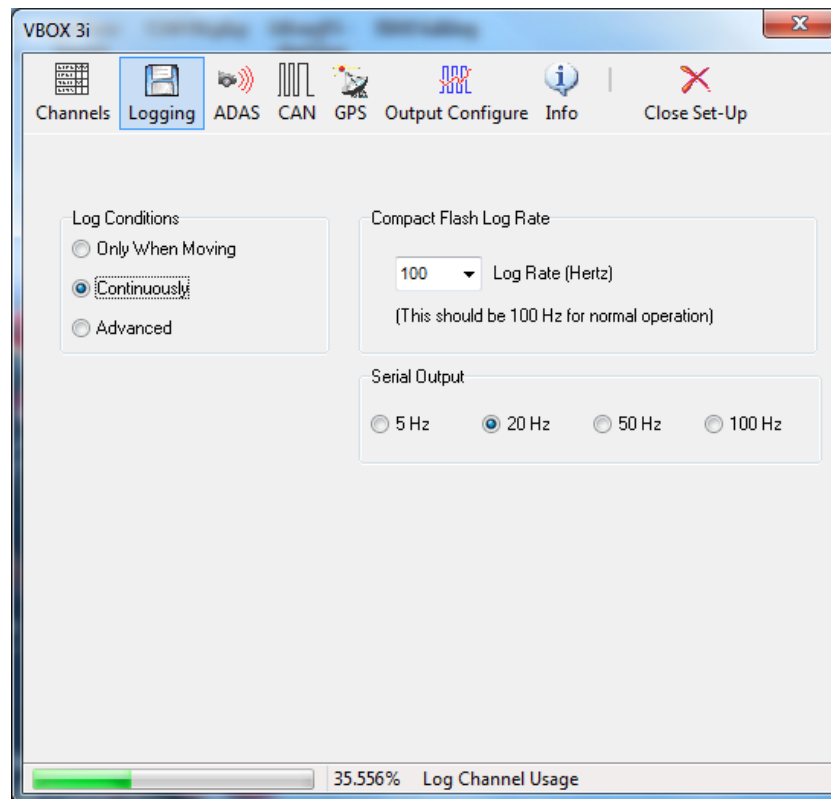 VBOX 3i
Channels Logging ADAS CAN GPS Output Configure Info Close Set-Up
Log Conditions
Only When Moving
Continuously
Advanced
Compact Flash Log Rate
100 Log Rate (Hertz)
(This should be 100 Hz for normal operation)
Serial Output
5 Hz 20 Hz 50 Hz 100 Hz
35.556% Log Channel Usage